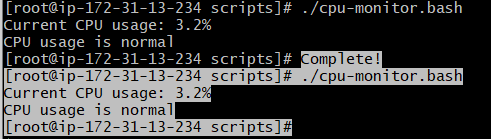 [root@ip-172-31-13-234 scripts]# ./cpu-monitor.bash
Current CPU usage: 3.2%
CPU usage is normal
[root@ip-172-31-13-234 scripts]# Complete!
[root@ip-172-31-13-234 scripts]# ./cpu-monitor.bash
Current CPU usage: 3.2%
CPU usage is normal
[root@ip-172-31-13-234 scripts]#